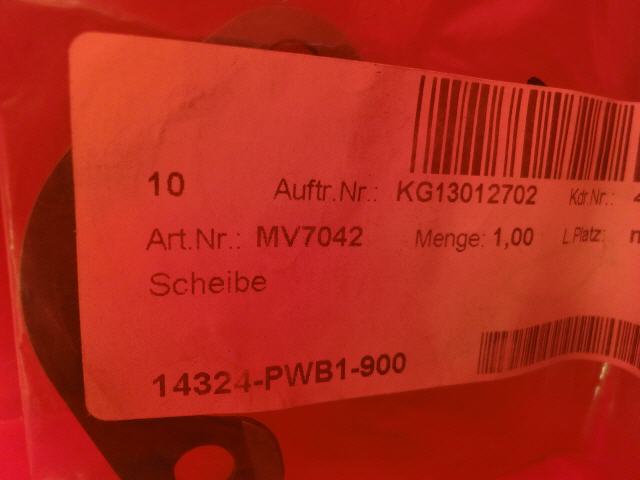 10 Auftr.Nr.: KG13012702 Kdr.Nr.:
Art.Nr.: MV7042 Menge: 1,00 L.Platz:
Scheibe
14324-PWB1-900